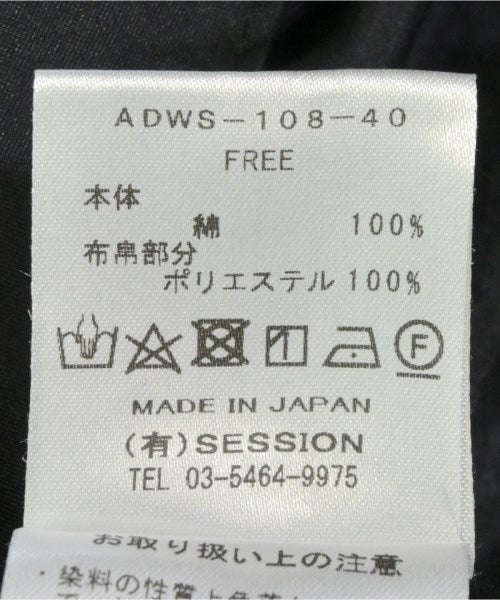 ADWS-108-40
FREE
本体
綿 100%
布帛部分
ポリエステル 100%
F
MADE IN JAPAN
(有)SESSION
TEL 03-5464-9975
お取り扱い上の注意
・染料の性質上色落